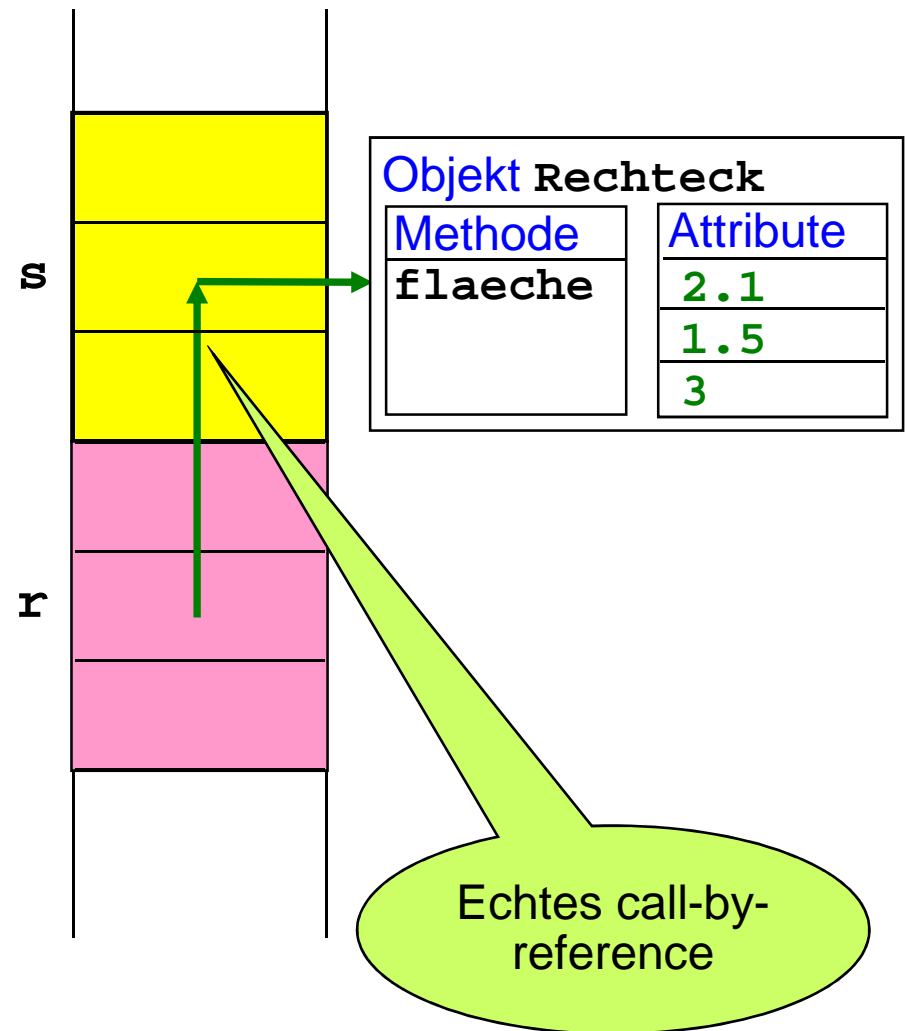 Objekt Rechteck
Methode
Attribute
s
flaeche
2.1
1.5
3
r
Echtes call-by-
reference